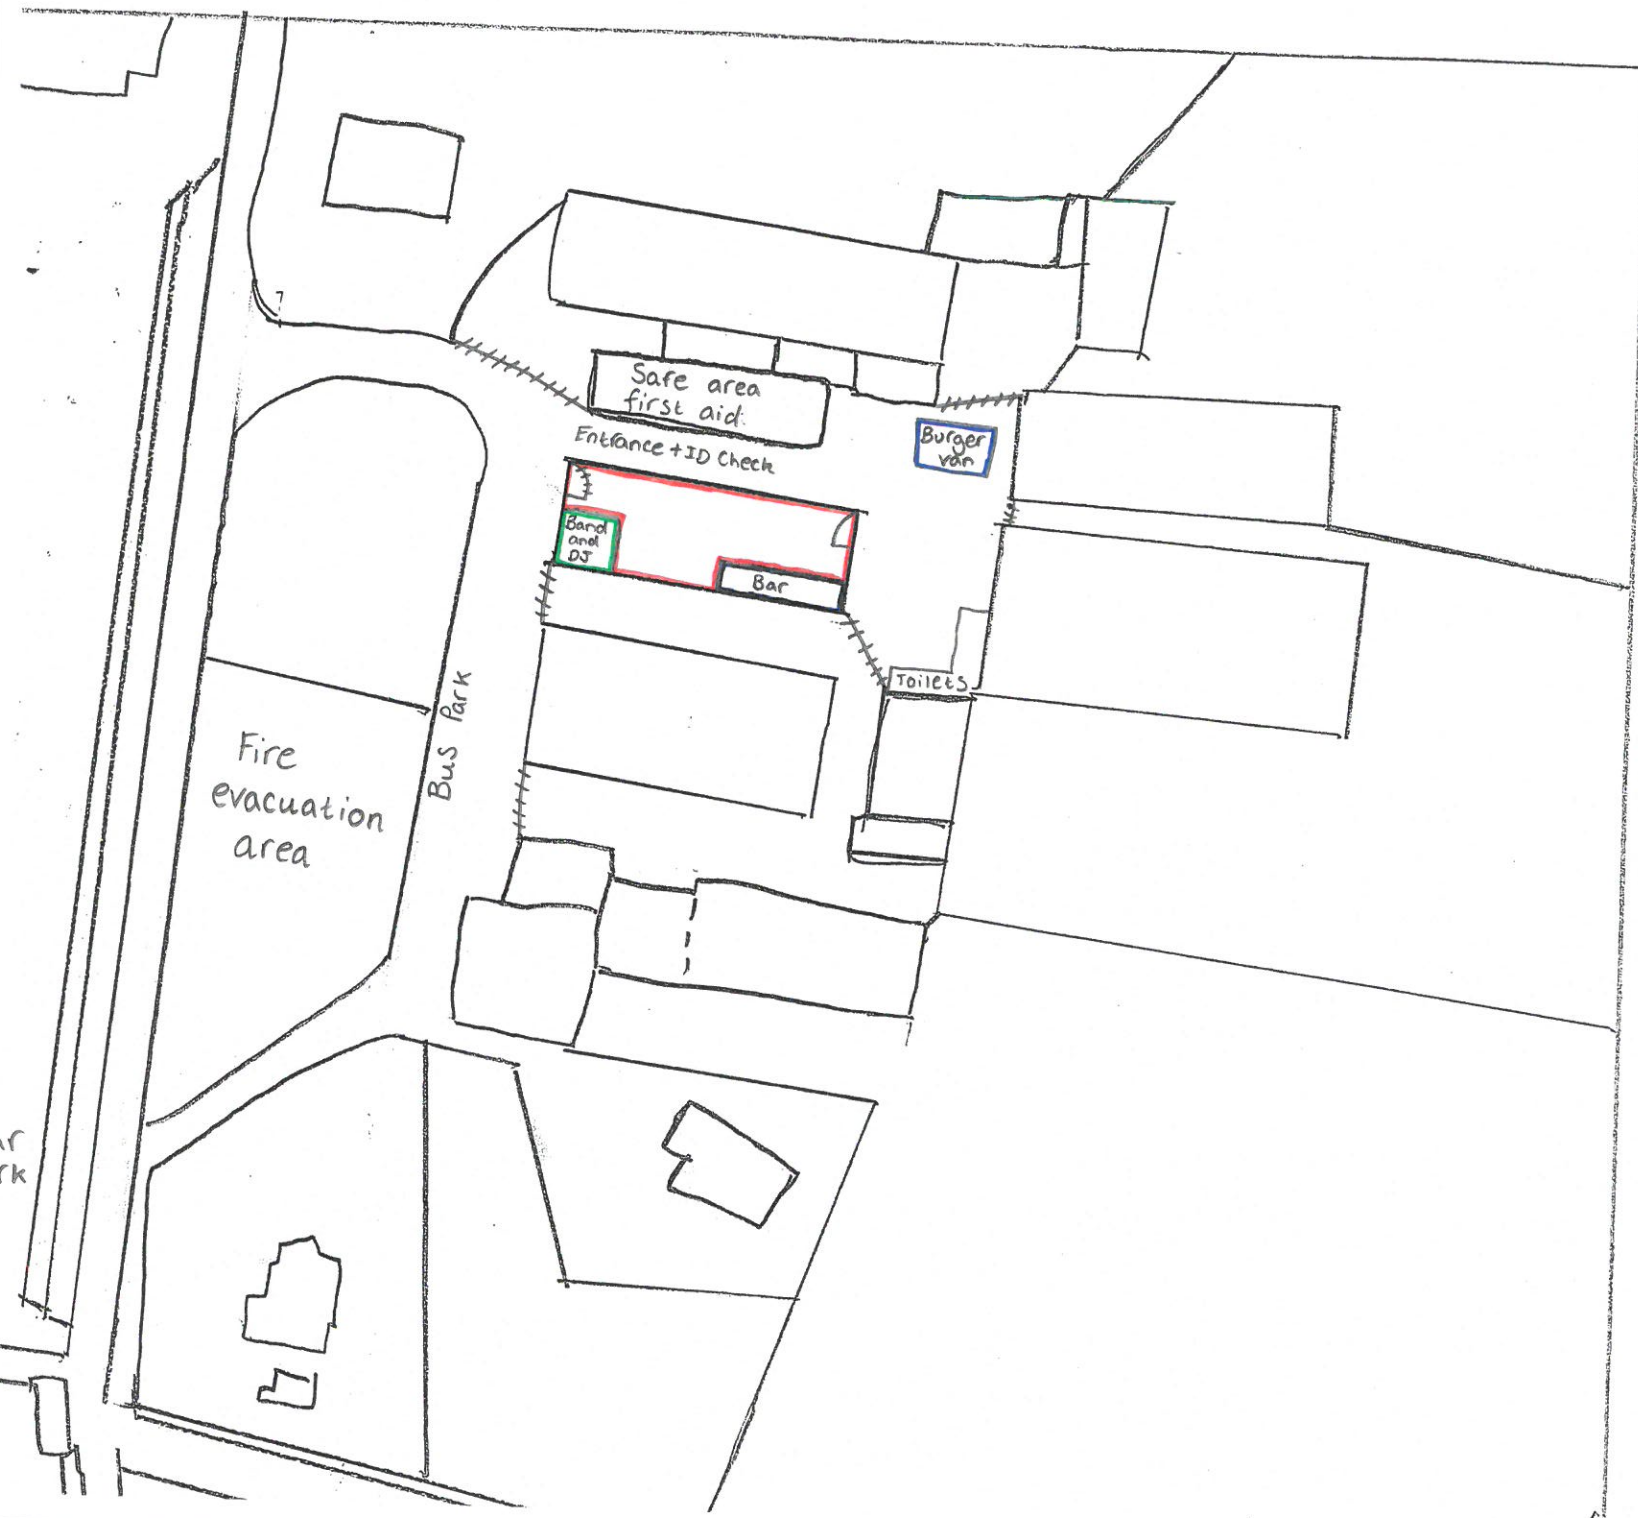 Safe area
first aid.
Entrance + ID Check
Burger
van
Band
and
DJ
Bar
Toilets
Bus Park
Fire
evacuation
area